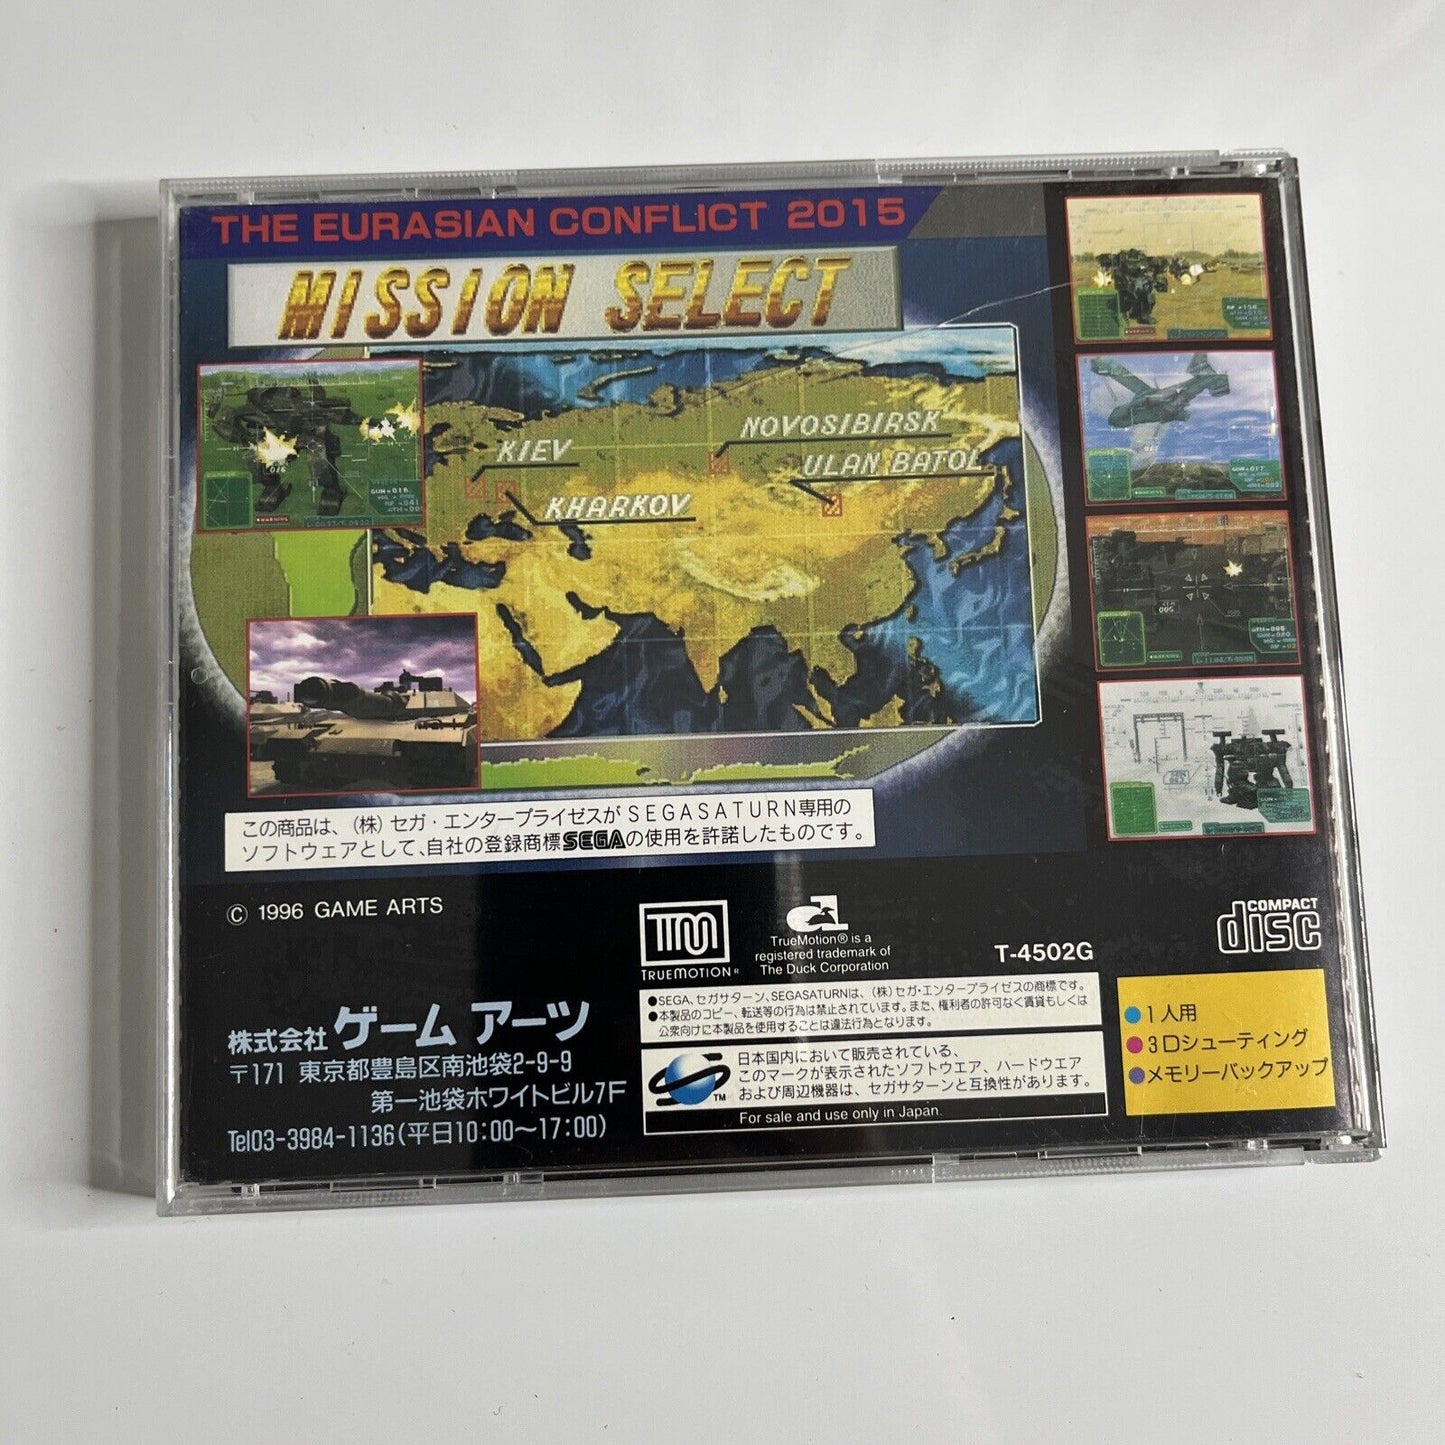 THE EURASIAN CONFLICT 2015
MISSION SELECT
KIEV
NOVOSIBIRSK
ULAN BATOL
KHARKOV
この商品は、(株)セガ・エンタープライゼスがSEGASATURN専用の
ソフトウェアとして、自社の登録商標SEGAの使用を許諾したものです。
© 1996 GAME ARTS
TM
TRUEMOTION®
TrueMotion® is a
registered trademark of
The Duck Corporation
T-4502G
COMPACT
disc
株式会社 ゲーム アーツ
〒171 東京都豊島区南池袋2-9-9
第一池袋ホワイトビル7F
Tel03-3984-1136(平日10:00〜17:00)
●SEGA、セガサターン、SEGASATURNは、(株)セガ・エンタープライゼスの商標です。
●本製品のコピー、転送等の行為は禁止されています。また、権利者の許可なく賃貸もしくは
公衆向けに本製品を使用することは違法行為となります。
日本国内において販売されている、
このマークが表示されたソフトウエア、ハードウエア
および周辺機器は、セガサターンと互換性があります。
TM
For sale and use only in Japan.
●1人用
●3Dシューティング
●メモリーバックアップ